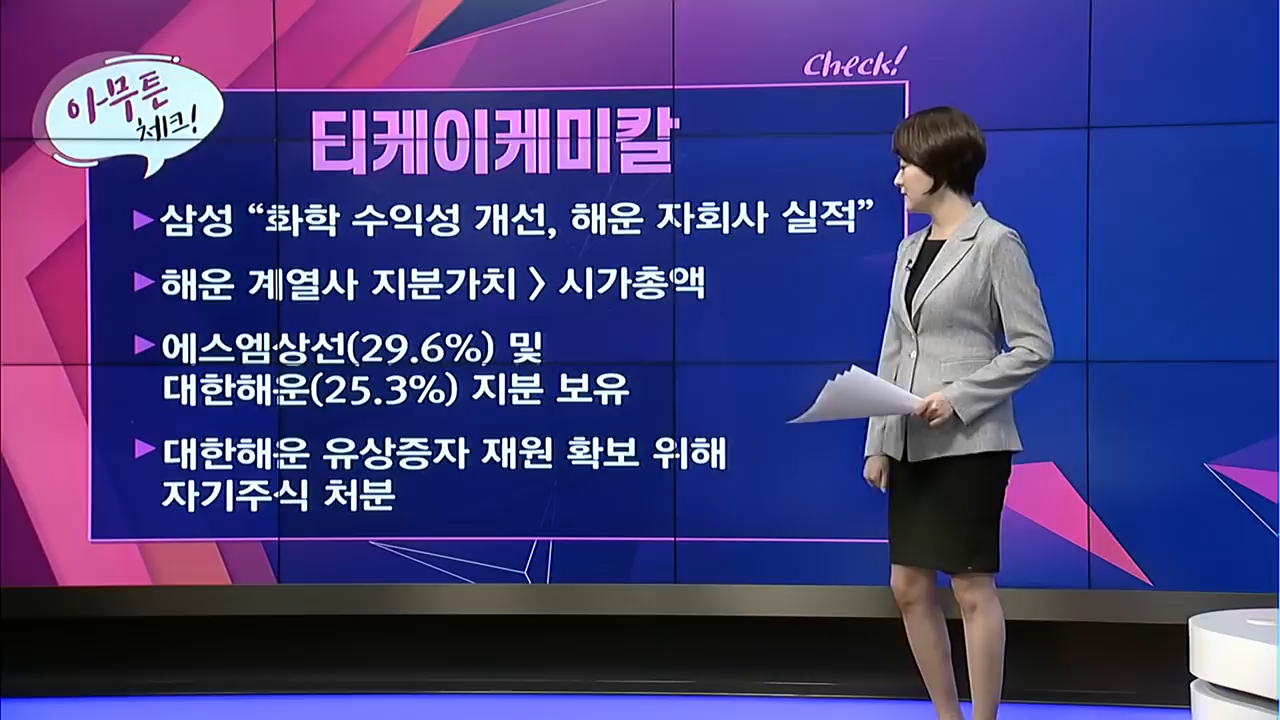 아무튼
체크!
Check!
티케이케미칼
▶삼성 “화학 수익성 개선, 해운 자회사 실적”
▶해운 계열사 지분가치 > 시가총액
▶에스엠상선(29.6%) 및
대한해운(25.3%) 지분 보유
▶대한해운 유상증자 재원 확보 위해
자기주식 처분